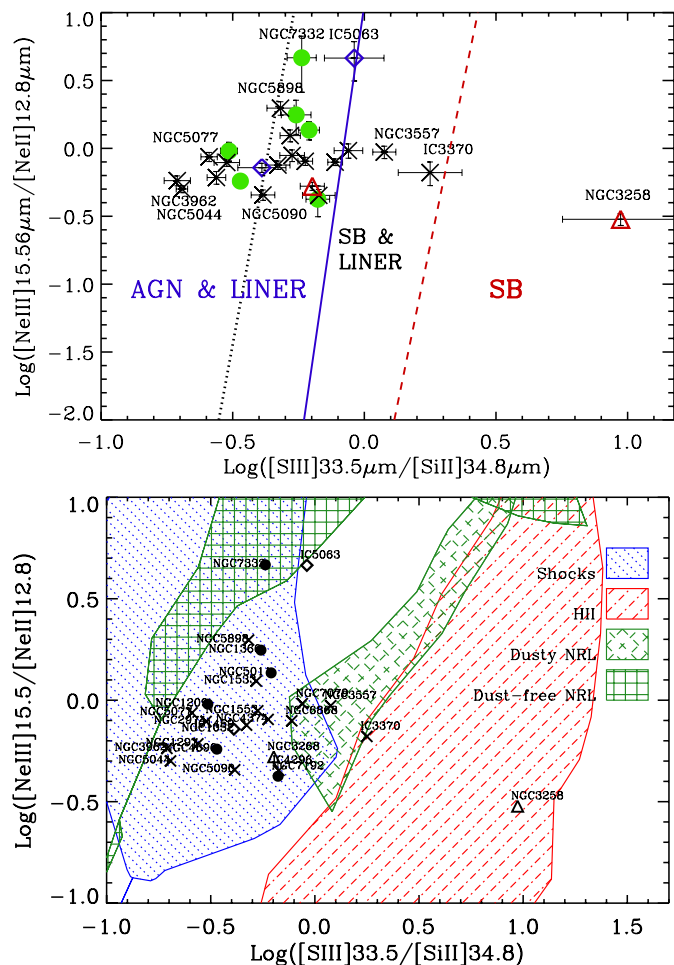 NGC7332 IC5063
NGC5898
NGC5077
NGC3557
IC3370
NGC3258
NGC3962
NGC5044
NGC5090
SB &
LINER
AGN & LINER
SB
1.0
0.5
0.0
−0.5
−1.0
−1.5
−2.0
Log([NeIII]15.56μm/[NeII]12.8μm)
−1.0 −0.5 0.0 0.5 1.0
Log([SIII]33.5μm/[SiII]34.8μm)
1.0
0.5
0.0
−0.5
−1.0
Log([NeIII]15.5/[NeII]12.8)
IC5063
NGC5898
NGC3557
NGC6868
IC3370
NGC3268
IC4296
NGC7192
NGC5090
NGC3258
Shocks
HII
Dusty NRL
Dust-free NRL
−1.0 −0.5 0.0 0.5 1.0 1.5
Log([SIII]33.5/[SiII]34.8)